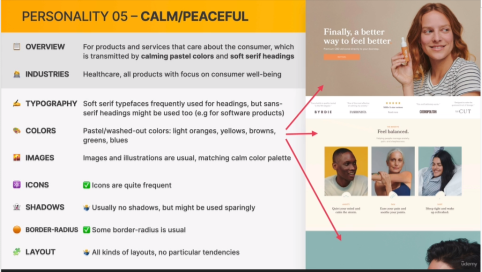 PERSONALITY 05 – CALM/PEACEFUL
OVERVIEW
For products and services that care about the consumer, which
is transmitted by calming pastel colors and soft serif headings
INDUSTRIES
Healthcare, all products with focus on consumer well-being
TYPOGRAPHY
Soft serif typefaces frequently used for headings, but sans-
serif headings might be used too (e.g for software products)
COLORS
Pastel/washed-out colors: light oranges, yellows, browns,
greens, blues
IMAGES
Images and illustrations are usual, matching calm color palette
ICONS
Icons are quite frequent
SHADOWS
Usually no shadows, but might be used sparingly
BORDER-RADIUS
Some border-radius is usual
LAYOUT
All kinds of layouts, no particular tendencies
Finally, a better
way to feel better
BYRDIE
COSMOPOLITAN
THE CUT
Feel balanced.
udemy